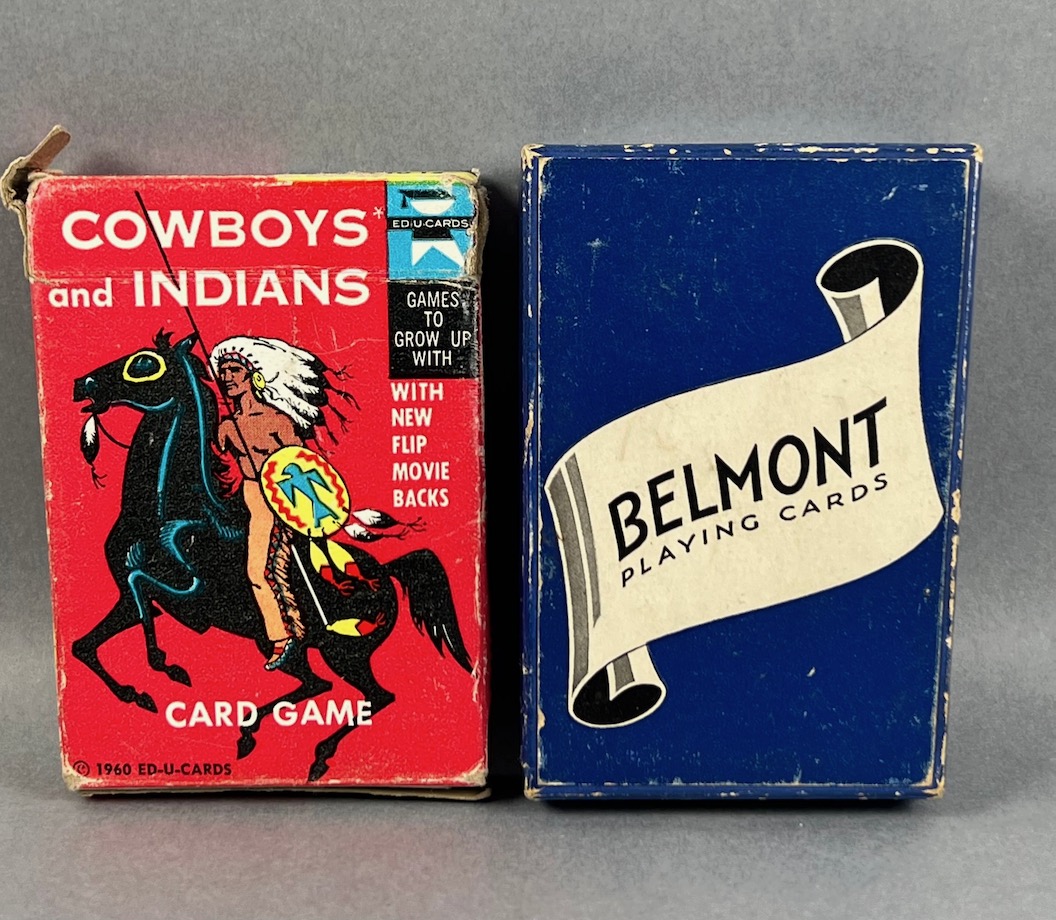 COWBOYS*
and INDIANS
ED-U-CARDS
GAMES
TO
GROW UP
WITH
WITH
NEW
FLIP
MOVIE
BACKS
CARD GAME
© 1960 ED-U-CARDS
BELMONT
PLAYING CARDS